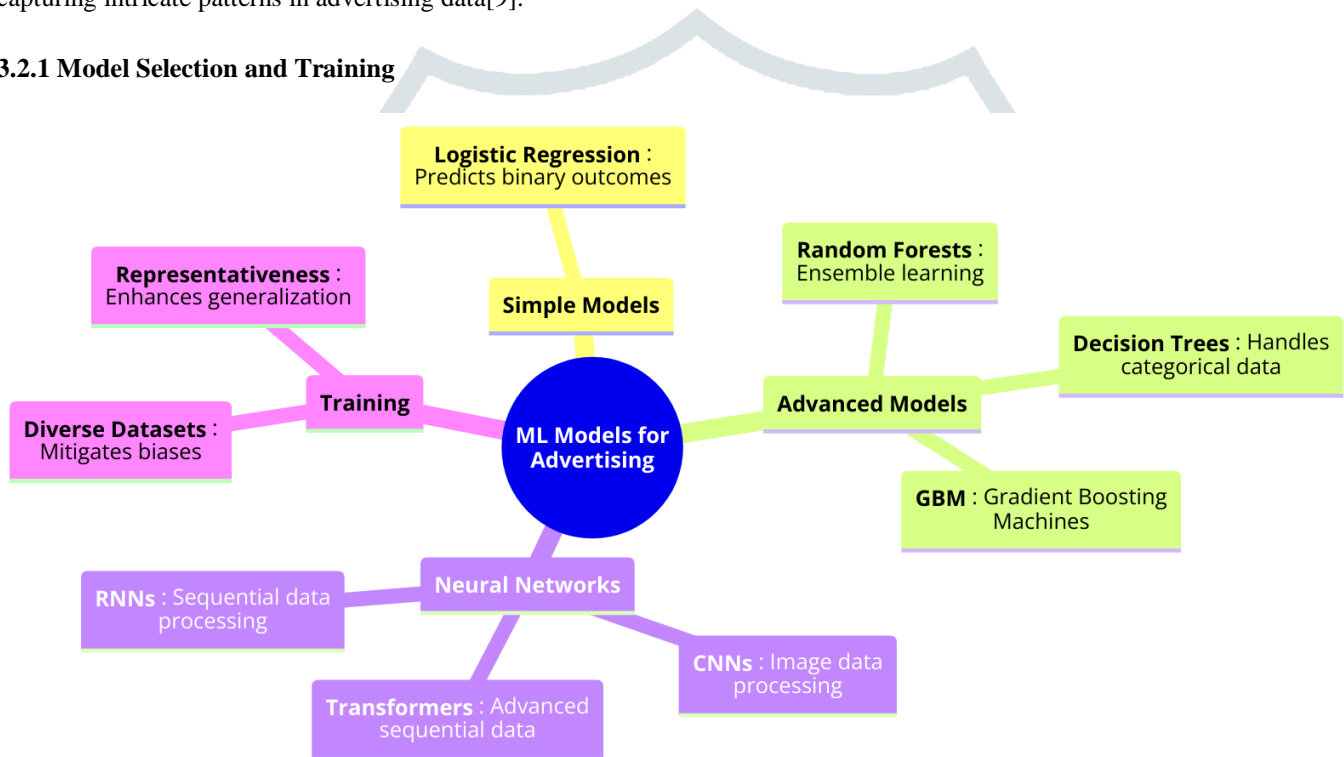 capturing intricate patterns in advertising data[9].
3.2.1 Model Selection and Training
Logistic Regression :
Predicts binary outcomes
Simple Models
Random Forests :
Ensemble learning
Decision Trees : Handles
categorical data
Advanced Models
GBM : Gradient Boosting
Machines
Representativeness :
Enhances generalization
Training
Diverse Datasets :
Mitigates biases
ML Models for
Advertising
Neural Networks
RNNs : Sequential data
processing
CNNs : Image data
processing
Transformers : Advanced
sequential data